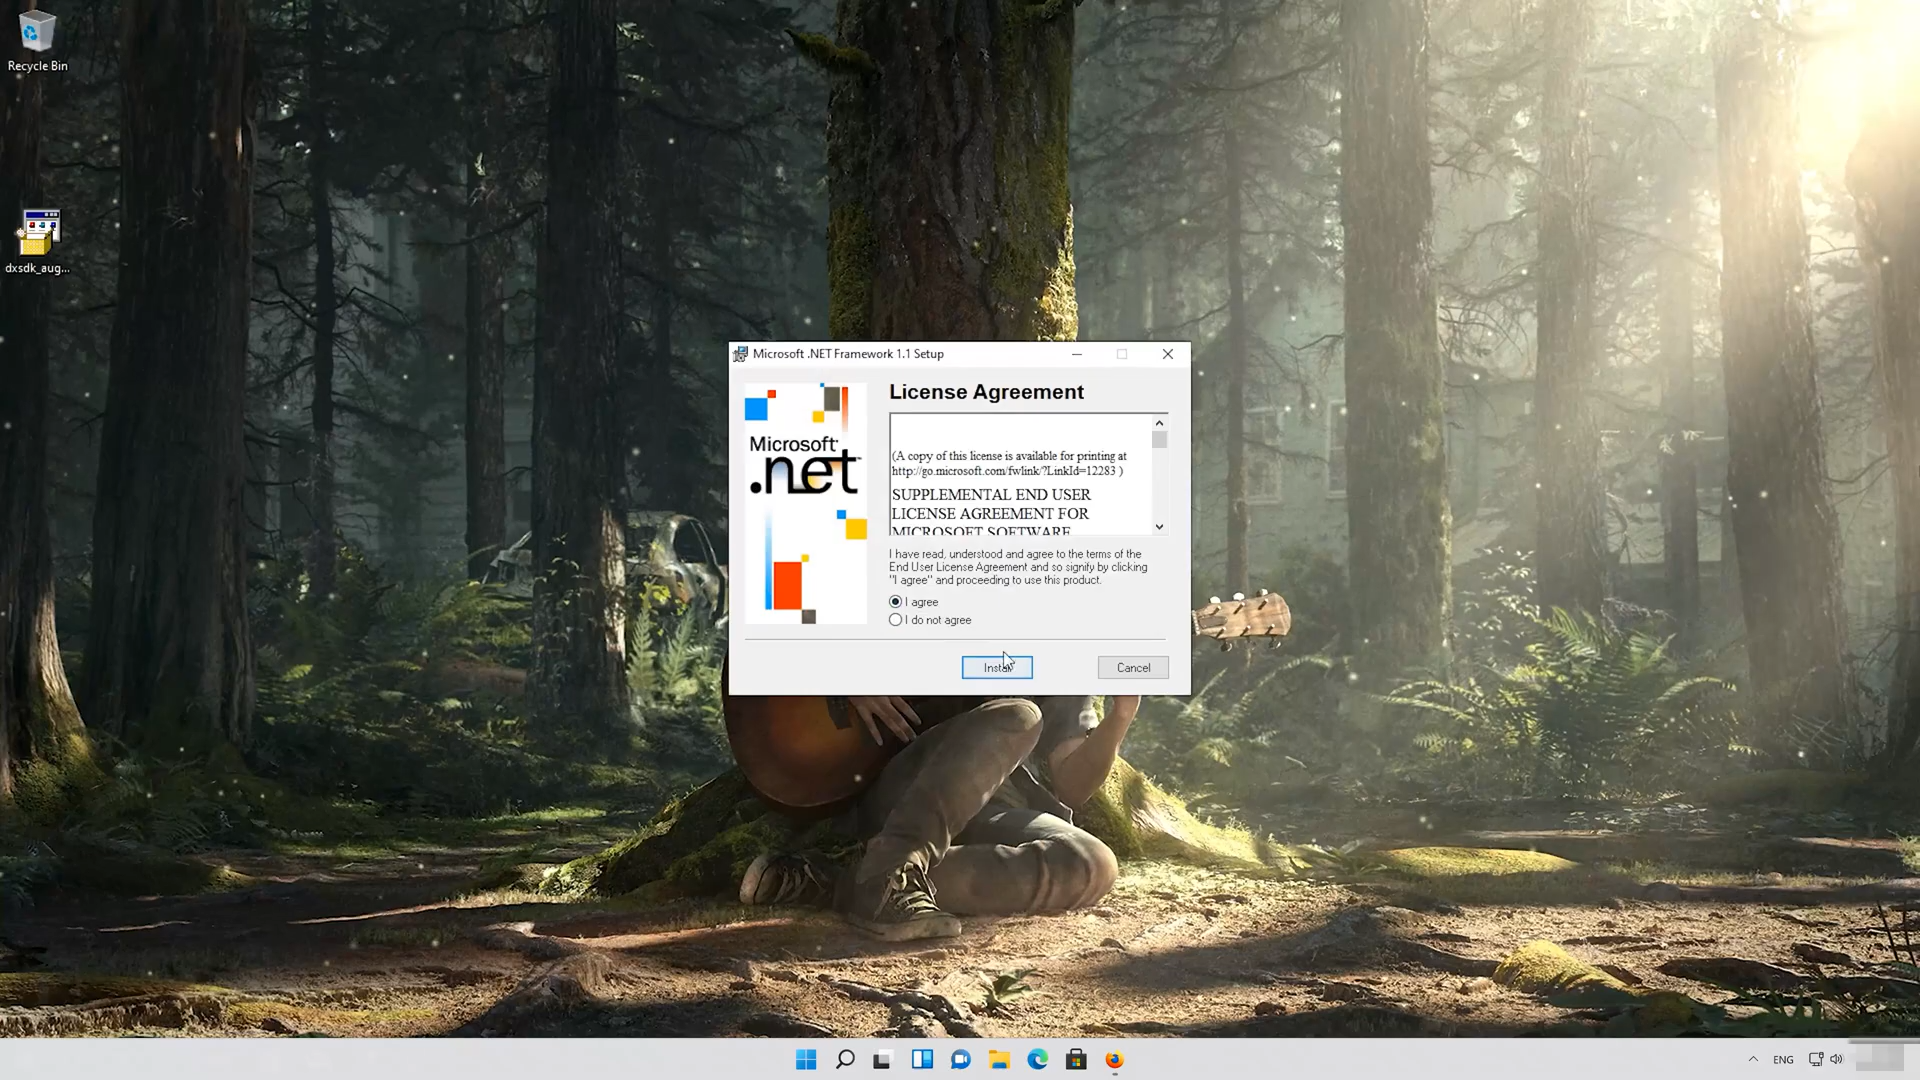 Recycle Bin
dxsdk_aug...
Microsoft .NET Framework 1.1 Setup
License Agreement
Microsoft
.net
(A copy of this license is available for printing at
http://go.microsoft.com/fwlink/?LinkId=12283 )
SUPPLEMENTAL END USER
LICENSE AGREEMENT FOR
MICROSOFT SOFTWARE
I have read, understood and agree to the terms of the
End User License Agreement and so signify by clicking
"I agree" and proceeding to use this product.
I agree
I do not agree
Install
Cancel
ENG